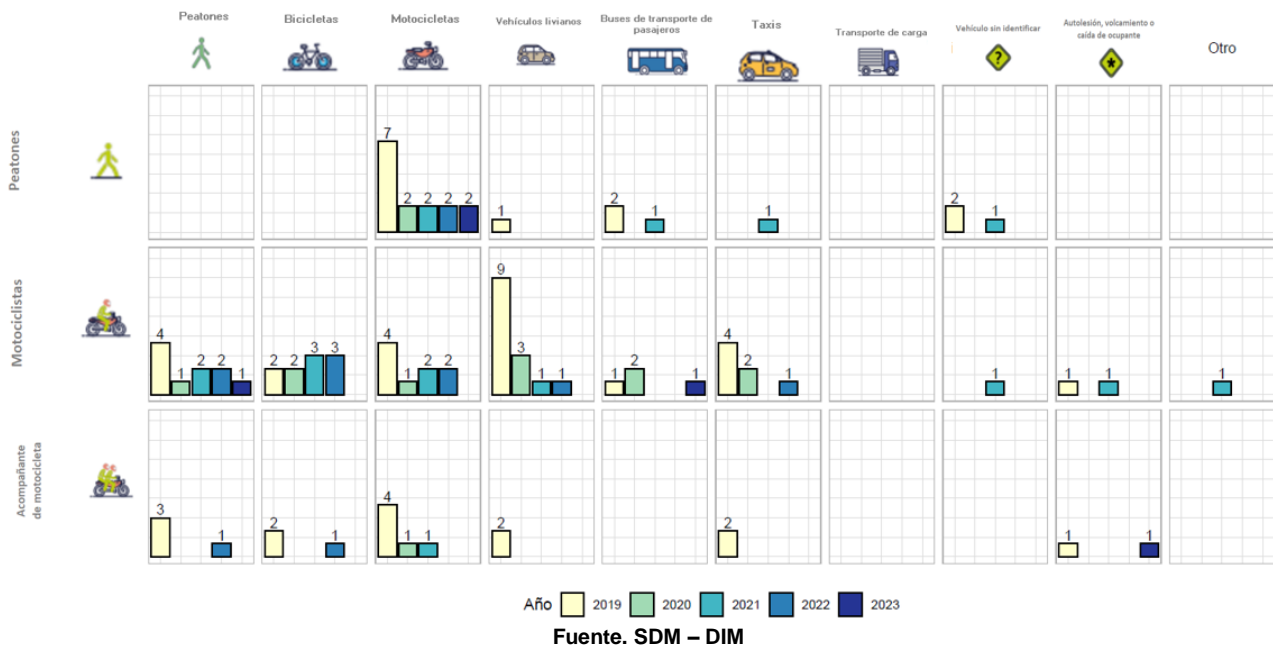 Peatones
Bicicletas
Motocicletas
Vehículos livianos
Buses de transporte de
pasajeros
Taxis
Transporte de carga
Vehiculo sin identificar
Autolesión, volcamiento o
caída de ocupante
Otro
?
*
Peatones
7
2 2 2 2
1
2
1
1
2
1
Motociclistas
4
1
2 2
1
2 2
3 3
4
1
2 2
9
3
1 1
1
2
1
4
2
1
1
1
1
1
Acompañante
de motocicleta
3
1
2
1
4
1 1
2
2
1
1
Año 2019 2020 2021 2022 2023
Fuente. SDM – DIM